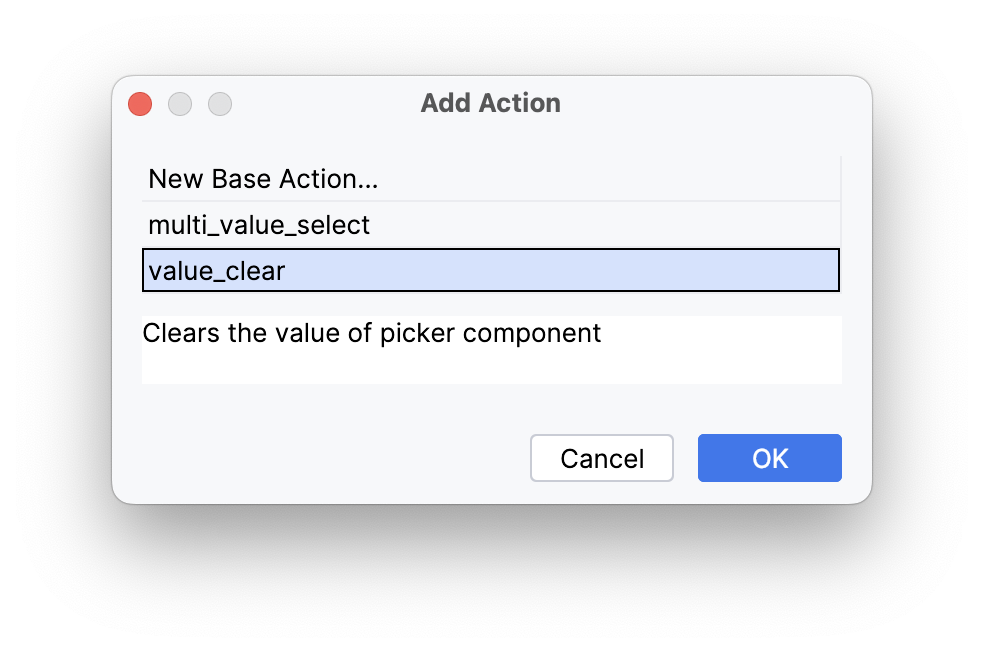 Add Action
New Base Action...
multi_value_select
value_clear
Clears the value of picker component
Cancel
OK